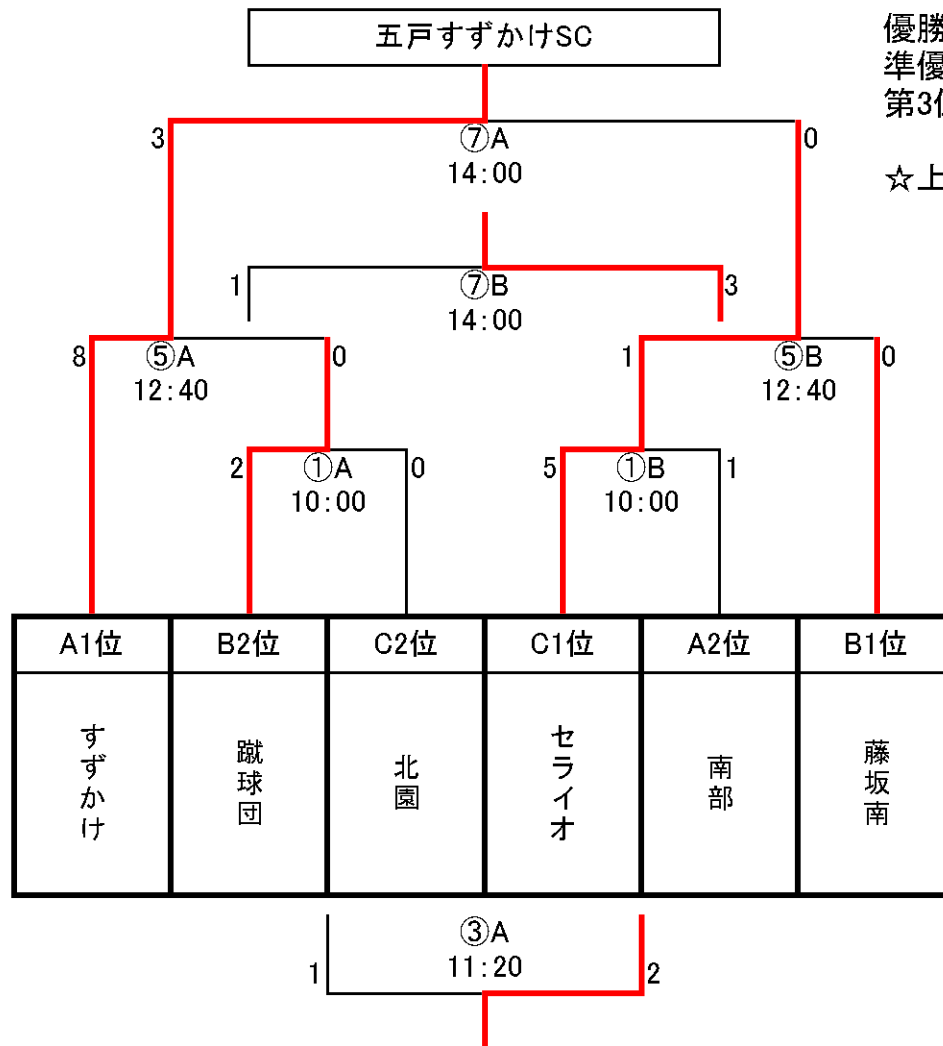 五戸すずかけSC
優勝
準優
第3位
☆上
3
⑦A
0
14:00
1
⑦B
3
14:00
8
⑤A
0
1
⑤B
0
12:40
12:40
2
①A
0
5
①B
1
10:00
10:00
A1位
B2位
C2位
C1位
A2位
B1位
すずかけ
蹴球団
北園
セライオ
南部
藤坂南
③A
1
11:20
2